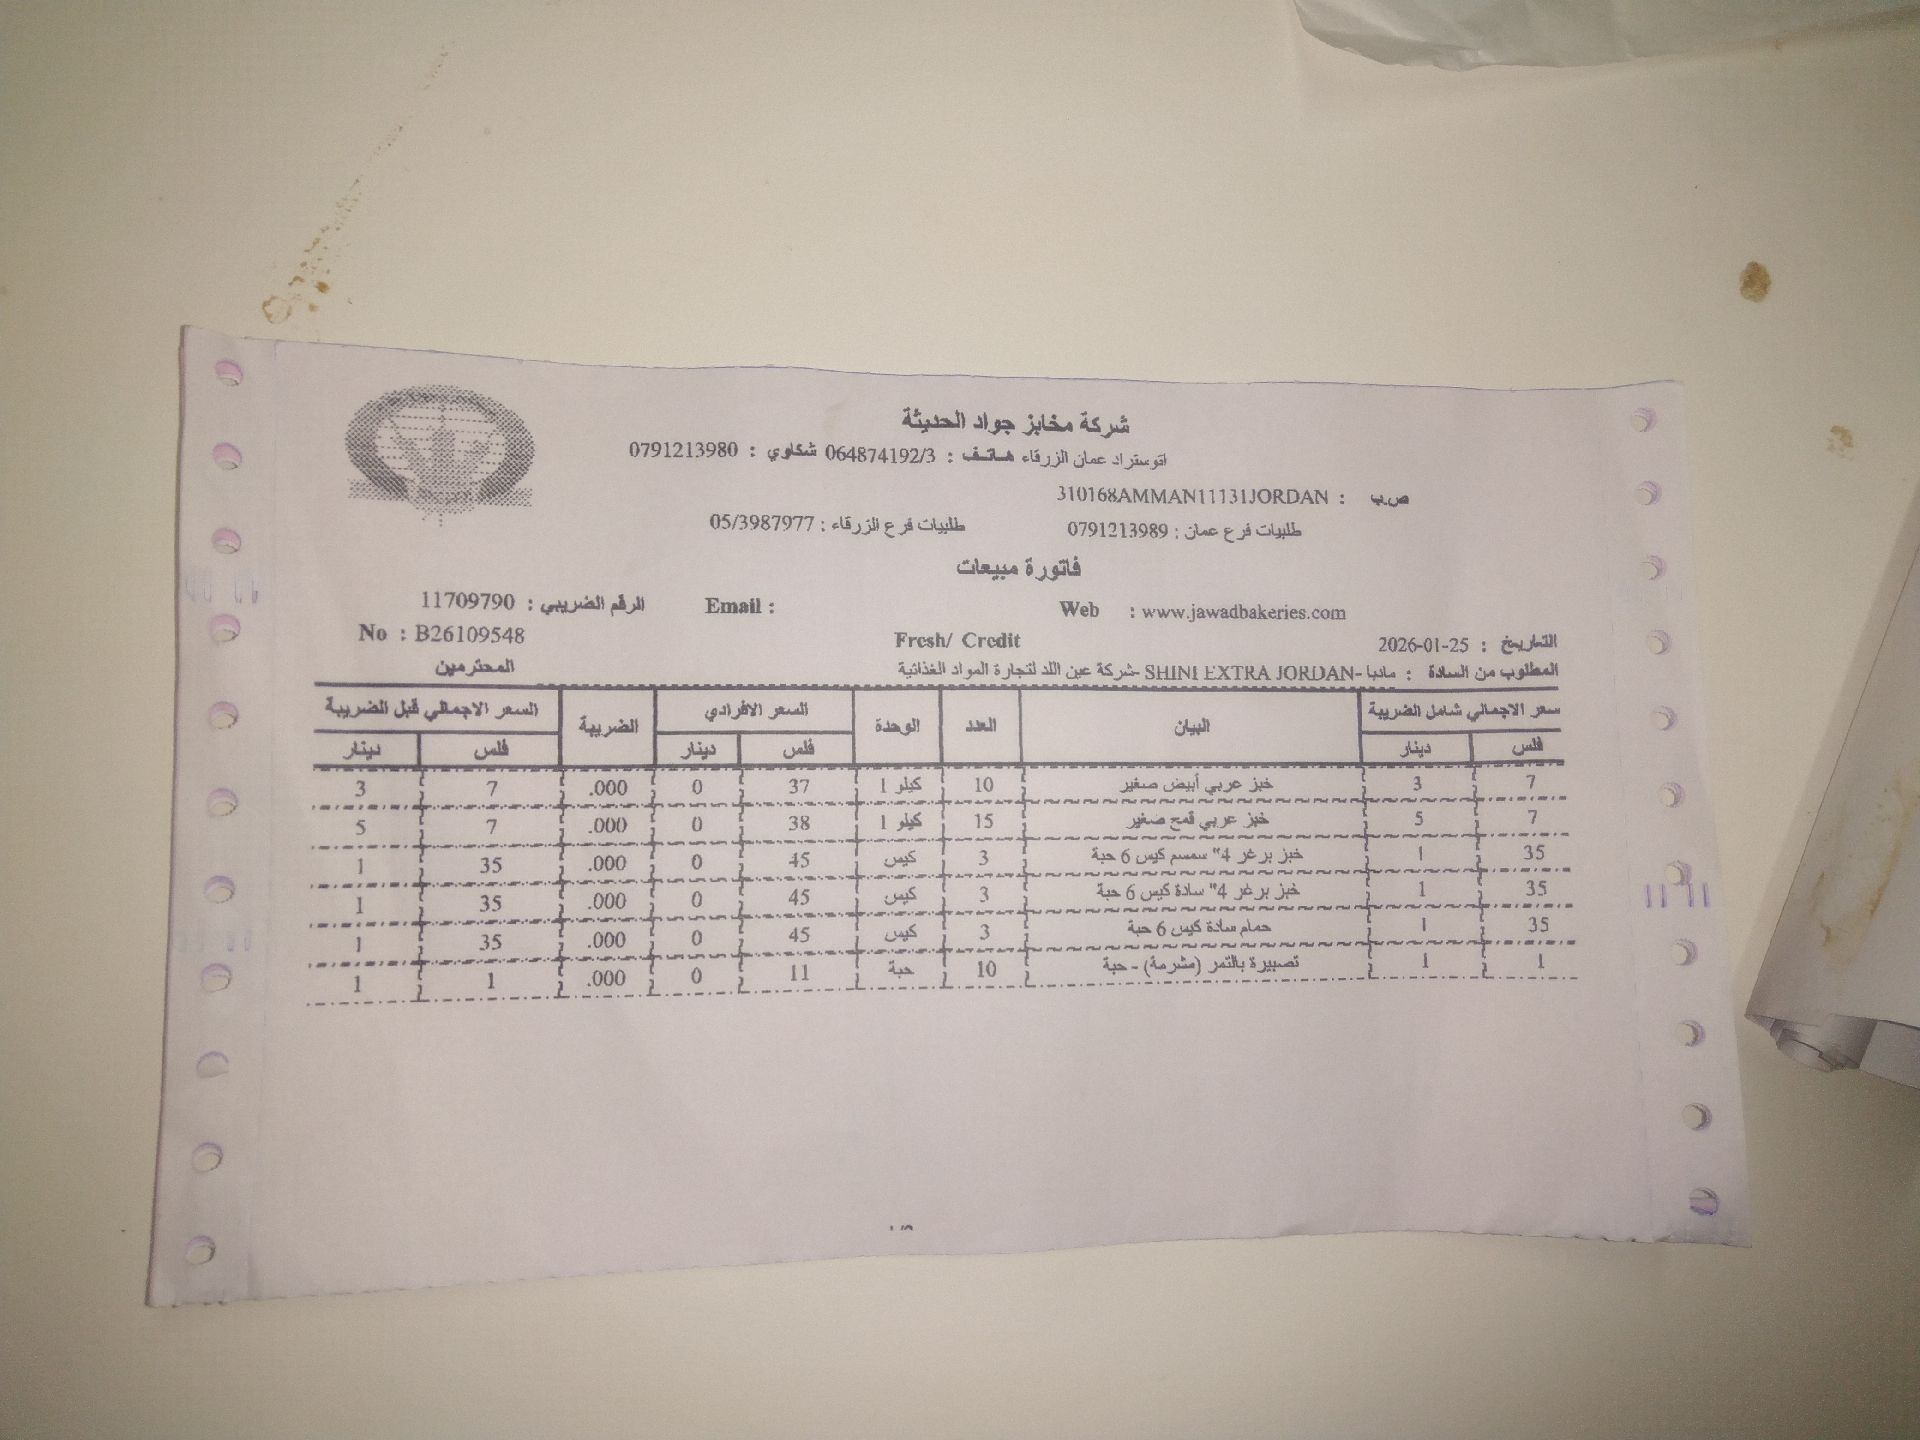 شركة مخابز جواد الحديثة
اتوستراد عمان الزرقاء هاتف : 064874192/3 شكاوي : 0791213980
ص.ب : 310168AMMAN11131JORDAN
طلبيات فرع عمان : 0791213989 طلبيات فرع الزرقاء : 05/3987977
فاتورة مبيعات
Web : www.jawadbakeries.com Email : الرقم الضريبي : 11709790
التاريخ : 2026-01-25 Fresh/ Credit No : B26109548
المطلوب من السادة : مادبا -SHINI EXTRA JORDAN -شركة عين اللد لتجارة المواد الغذائية المحترمين
سعر الاجمالي شامل الضريبة البيان العدد الوحدة السعر الافرادي الضريبة السعر الاجمالي قبل الضريبة
فلس دينار فلس دينار فلس دينار
7 3 خبز عربي أبيض صغير 10 كيلو 1 37 0 .000 7 3
7 5 خبز عربي قمح صغير 15 كيلو 1 38 0 .000 7 5
35 1 خبز برغر 4" سمسم كيس 6 حبة 3 كيس 45 0 .000 35 1
35 1 خبز برغر 4" سادة كيس 6 حبة 3 كيس 45 0 .000 35 1
35 1 حمام سادة كيس 6 حبة 3 كيس 45 0 .000 35 1
1 1 تصبيرة بالتمر (مشرمة) - حبة 10 حبة 11 0 .000 1 1